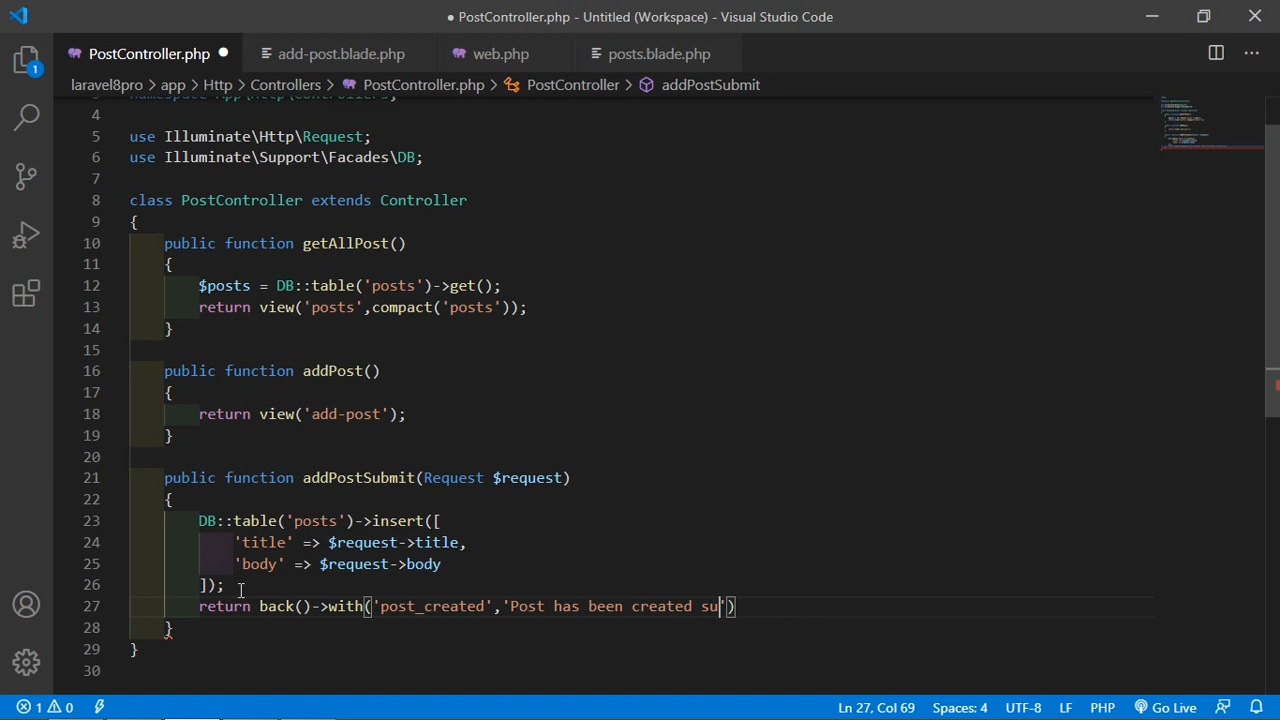 ● PostController.php - Untitled (Workspace) - Visual Studio Code
PostController.php ● add-post.blade.php web.php posts.blade.php
laravel8pro > app > Http > Controllers > PostController.php > PostController > addPostSubmit
1
namespace App\Http\Controllers;
4
5 use Illuminate\Http\Request;
6 use Illuminate\Support\Facades\DB;
7
8 class PostController extends Controller
9 {
10 public function getAllPost()
11 {
12 $posts = DB::table('posts')->get();
13 return view('posts',compact('posts'));
14 }
15
16 public function addPost()
17 {
18 return view('add-post');
19 }
20
21 public function addPostSubmit(Request $request)
22 {
23 DB::table('posts')->insert([
24 'title' => $request->title,
25 'body' => $request->body
26 ]);
27 return back()->with('post_created','Post has been created su')
28 }
29 }
30
1 0 Ln 27, Col 69 Spaces: 4 UTF-8 LF PHP Go Live